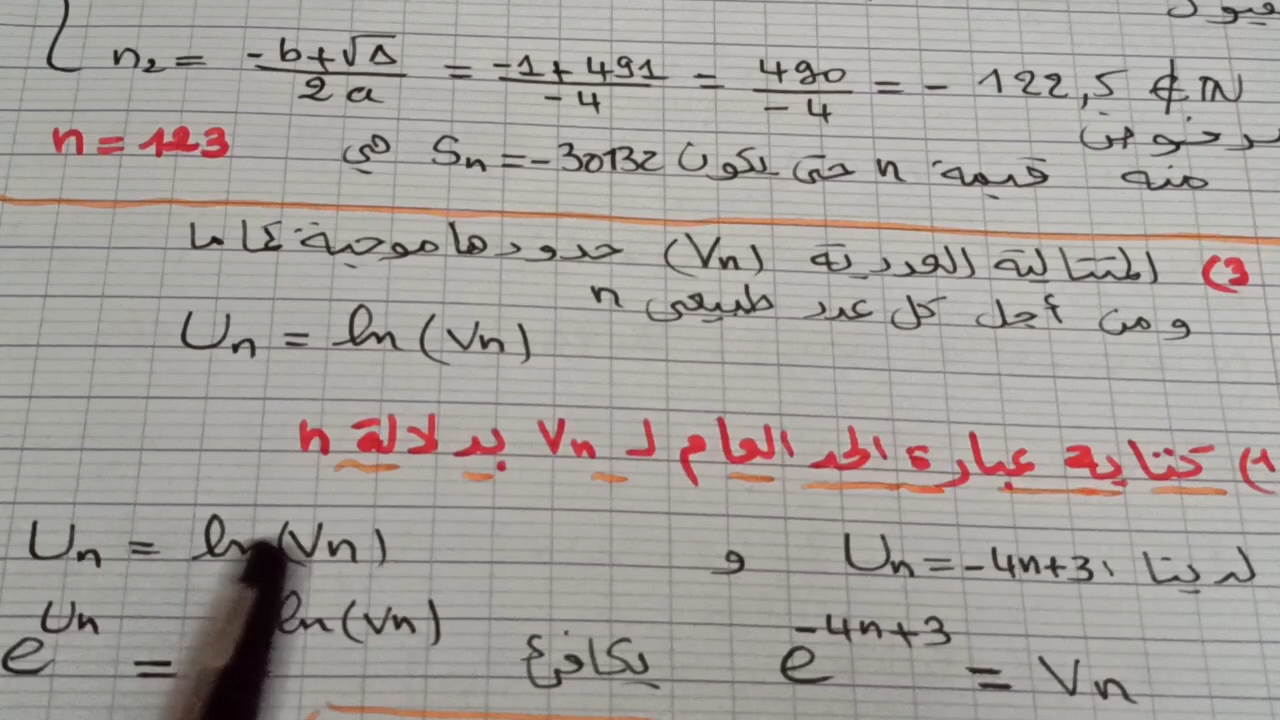 n₂ = (-b+√Δ)/(2a) = (-1+491)/(-4) = 490/(-4) = -122,5 ∉ ℕ
منه قيمة n حتى يكون Sn = -30132 هي n = 123
3) المتتالية العددية (Vn) حدودها موجبة تماما
ومن أجل كل عدد طبيعي n
Un = ln(Vn)
1) كتابة عبارة الحد العام لـ Vn بدلالة n
لدينا Un = -4n+3، و Un = ln(Vn)
e^(-4n+3) = Vn يكافئ e^(Un) = ln(Vn)